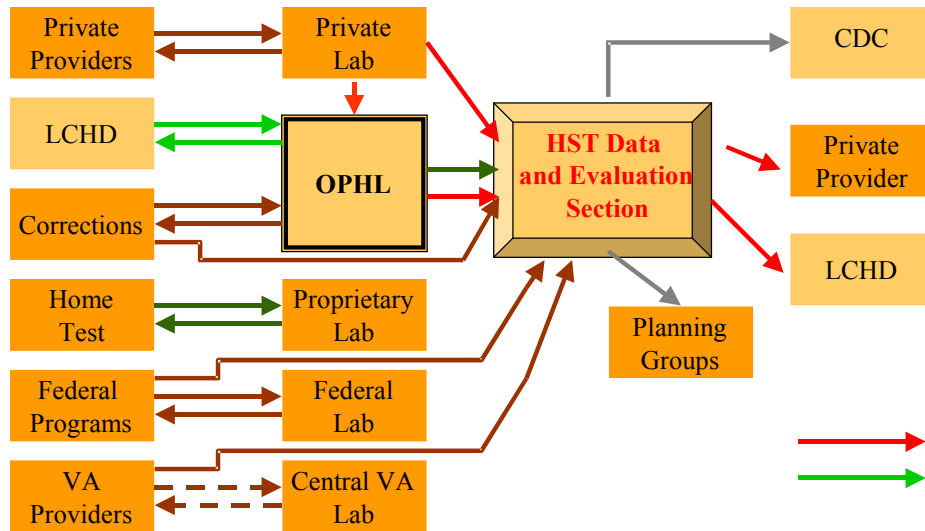 Private
Providers
Private
Lab
CDC
LCHD
OPHL
HST Data
and Evaluation
Section
Private
Provider
Corrections
LCHD
Home
Test
Proprietary
Lab
Planning
Groups
Federal
Programs
Federal
Lab
VA
Providers
Central VA
Lab